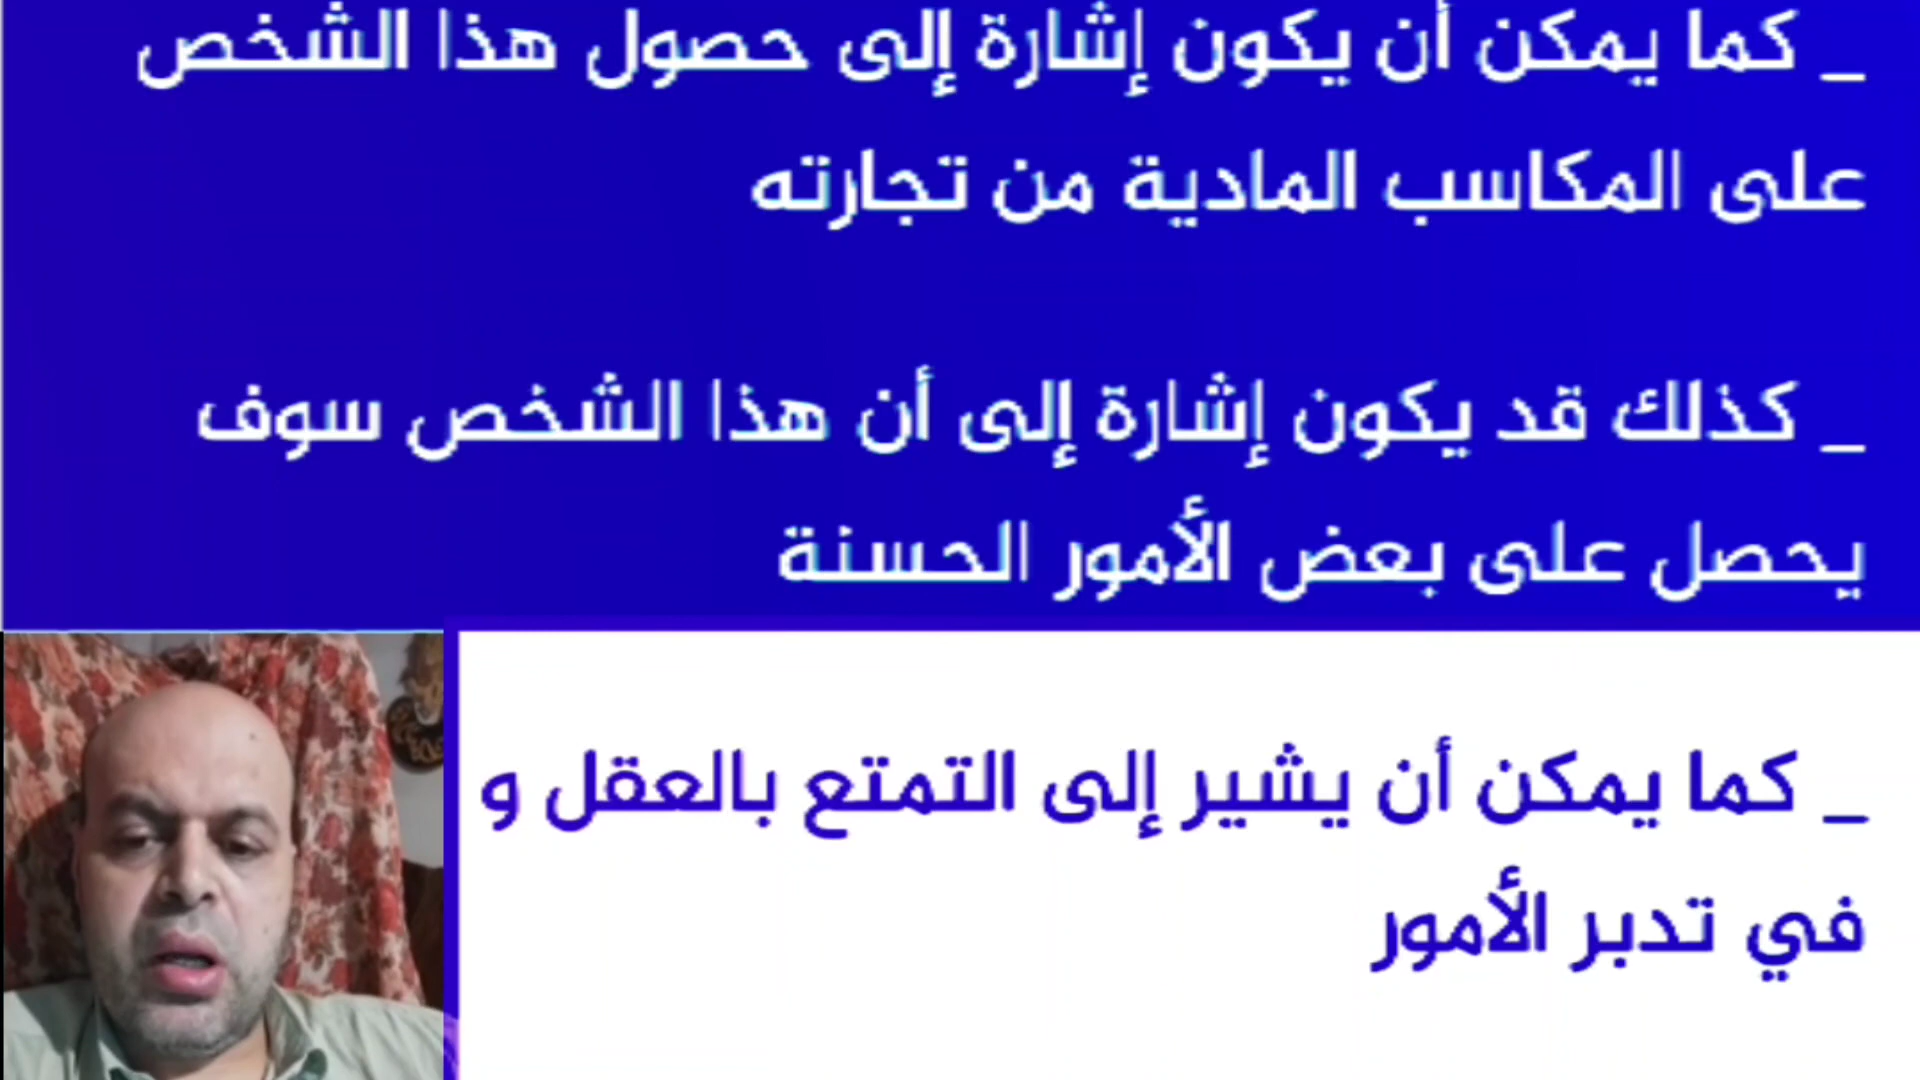 _ كما يمكن أن يكون إشارة إلى حصول هذا الشخص
على المكاسب المادية من تجارته
_ كذلك قد يكون إشارة إلى أن هذا الشخص سوف
يحصل على بعض الأمور الحسنة
_ كما يمكن أن يشير إلى التمتع بالعقل و
في تدبر الأمور